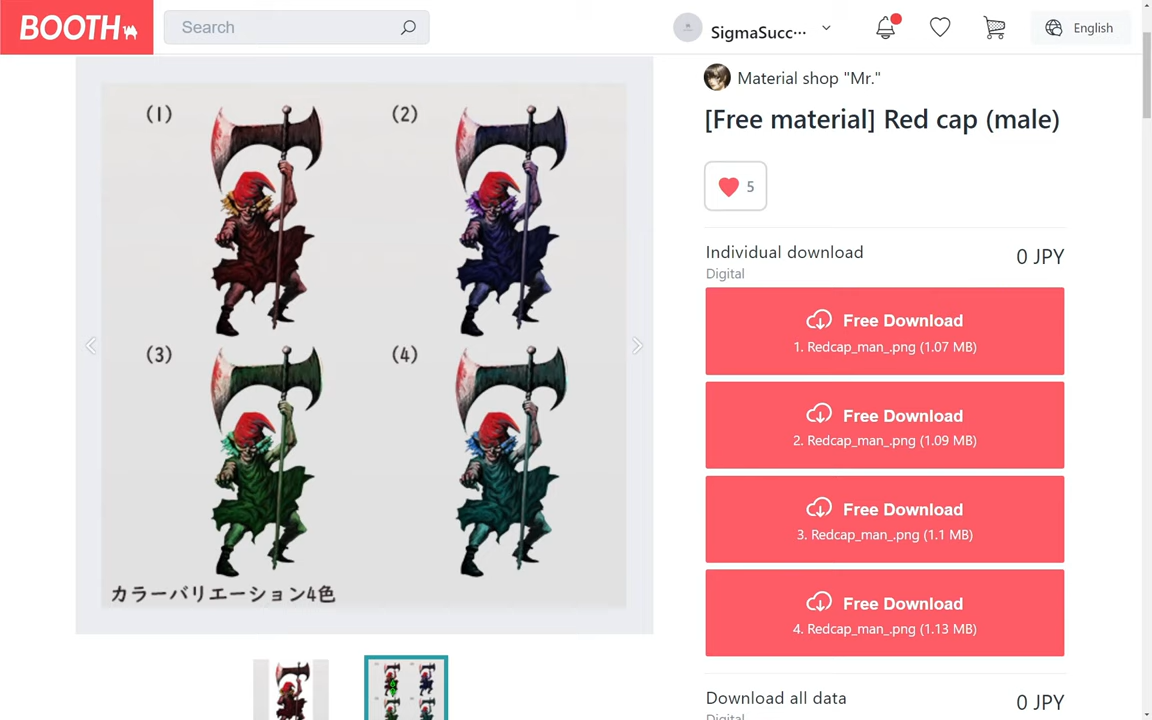 BOOTH
Search
SigmaSucc···
English
Material shop "Mr."
[Free material] Red cap (male)
5
Individual download
0 JPY
Digital
Free Download
1. Redcap_man_.png (1.07 MB)
Free Download
2. Redcap_man_.png (1.09 MB)
Free Download
3. Redcap_man_.png (1.1 MB)
Free Download
4. Redcap_man_.png (1.13 MB)
Download all data
0 JPY
Digital
(1)
(2)
(3)
(4)
カラーバリエーション4色